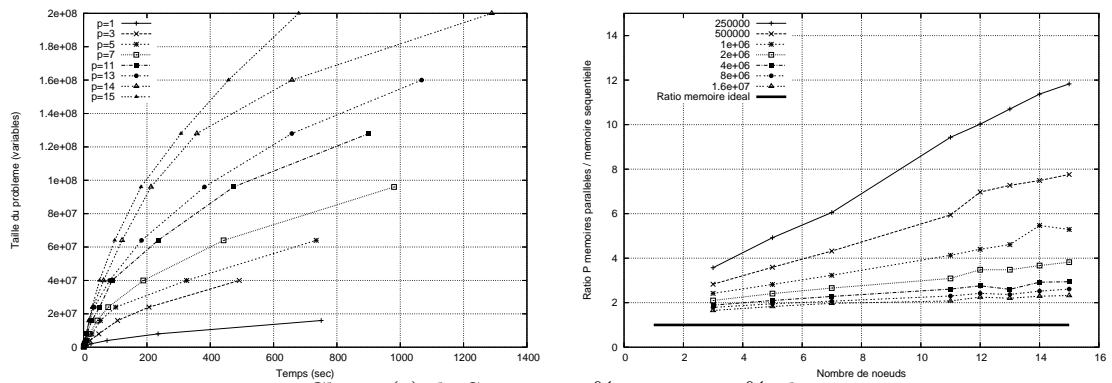 2e+08
1.8e+08
1.6e+08
1.4e+08
1.2e+08
1e+08
8e+07
6e+07
4e+07
2e+07
0
Taille du probleme (variables)
p=1
p=3
p=5
p=7
p=11
p=13
p=14
p=15
0 200 400 600 800 1000 1200 1400
Temps (sec)
14
12
10
8
6
4
2
0
Ratio P memoires paralleles / memoire sequentielle
250000
500000
1e+06
2e+06
4e+06
8e+06
1.6e+07
Ratio memoire ideal
0 2 4 6 8 10 12 14 16
Nombre de noeuds